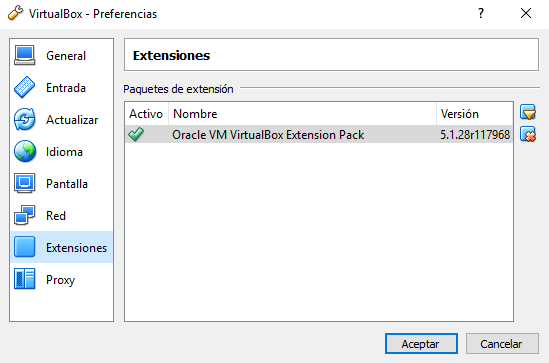 VirtualBox - Preferencias
?
General
Entrada
Actualizar
Idioma
Pantalla
Red
Extensiones
Proxy
Extensiones
Paquetes de extensión
Activo Nombre Versión
Oracle VM VirtualBox Extension Pack 5.1.28r117968
Aceptar Cancelar